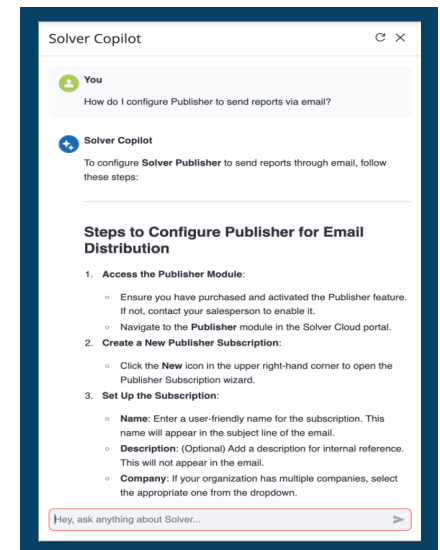 Solver Copilot
You
How do I configure Publisher to send reports via email?
Solver Copilot
To configure Solver Publisher to send reports through email, follow
these steps:
Steps to Configure Publisher for Email
Distribution
1. Access the Publisher Module:
◦ Ensure you have purchased and activated the Publisher feature.
If not, contact your salesperson to enable it.
◦ Navigate to the Publisher module in the Solver Cloud portal.
2. Create a New Publisher Subscription:
◦ Click the New icon in the upper right-hand corner to open the
Publisher Subscription wizard.
3. Set Up the Subscription:
◦ Name: Enter a user-friendly name for the subscription. This
name will appear in the subject line of the email.
◦ Description: (Optional) Add a description for internal reference.
This will not appear in the email.
◦ Company: If your organization has multiple companies, select
the appropriate one from the dropdown.
Hey, ask anything about Solver...